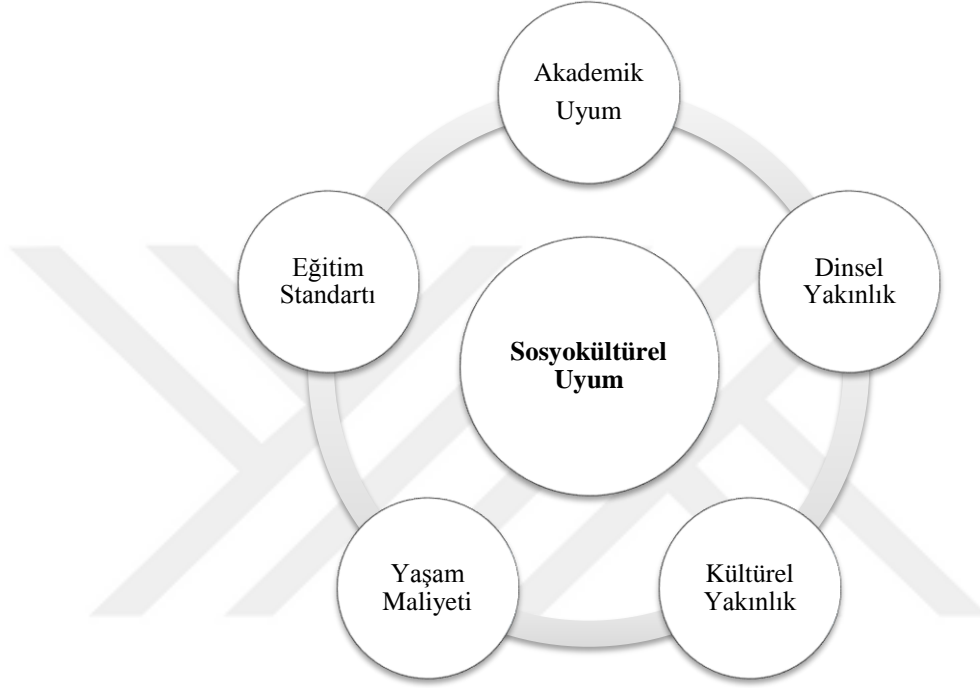 Akademik
Uyum
Eğitim
Standartı
Dinsel
Yakınlık
Sosyokültürel
Uyum
Yaşam
Maliyeti
Kültürel
Yakınlık